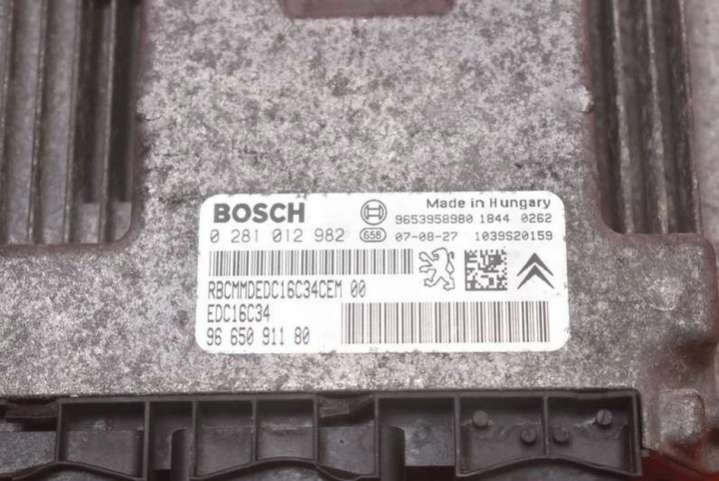 BOSCH
Made in Hungary
9653958980 1844 0262
0 281 012 982
658 07-08-27 1039S20159
RBCMMDEDC16C34CEM 00
EDC16C34
96 650 911 80